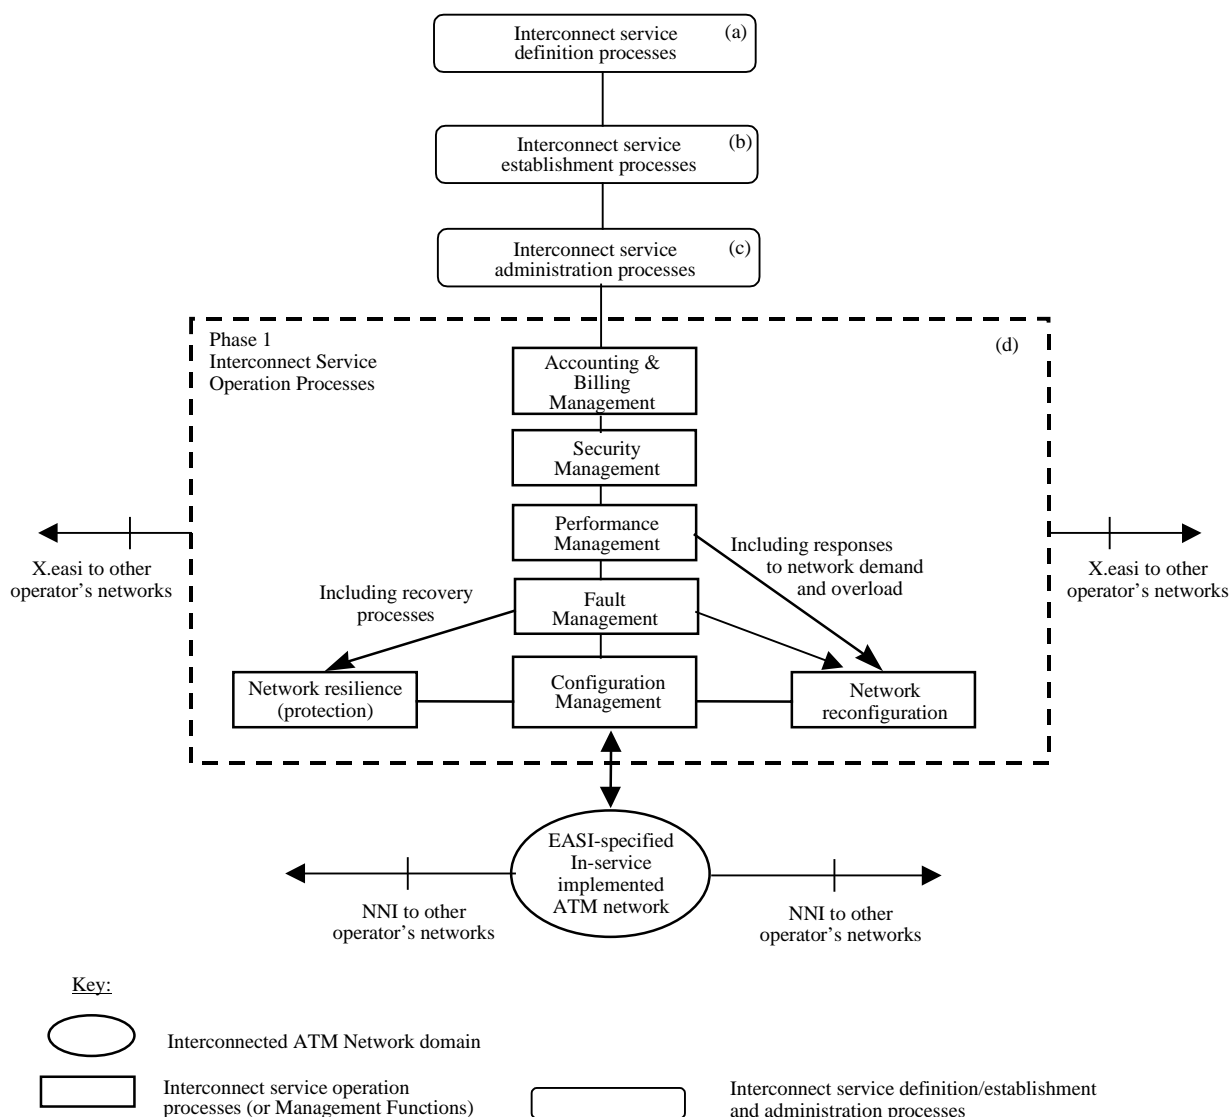 Interconnect service
definition processes
(a)
Interconnect service
establishment processes
(b)
Interconnect service
administration processes
(c)
Phase 1
Interconnect Service
Operation Processes
(d)
Accounting &
Billing
Management
Security
Management
Performance
Management
Including responses
to network demand
and overload
X.easi to other
operator's networks
X.easi to other
operator's networks
Including recovery
processes
Fault
Management
Network resilience
(protection)
Configuration
Management
Network
reconfiguration
EASI-specified
In-service
implemented
ATM network
NNI to other
operator's networks
NNI to other
operator's networks
Key:
Interconnected ATM Network domain
Interconnect service operation
processes (or Management Functions)
Interconnect service definition/establishment
and administration processes